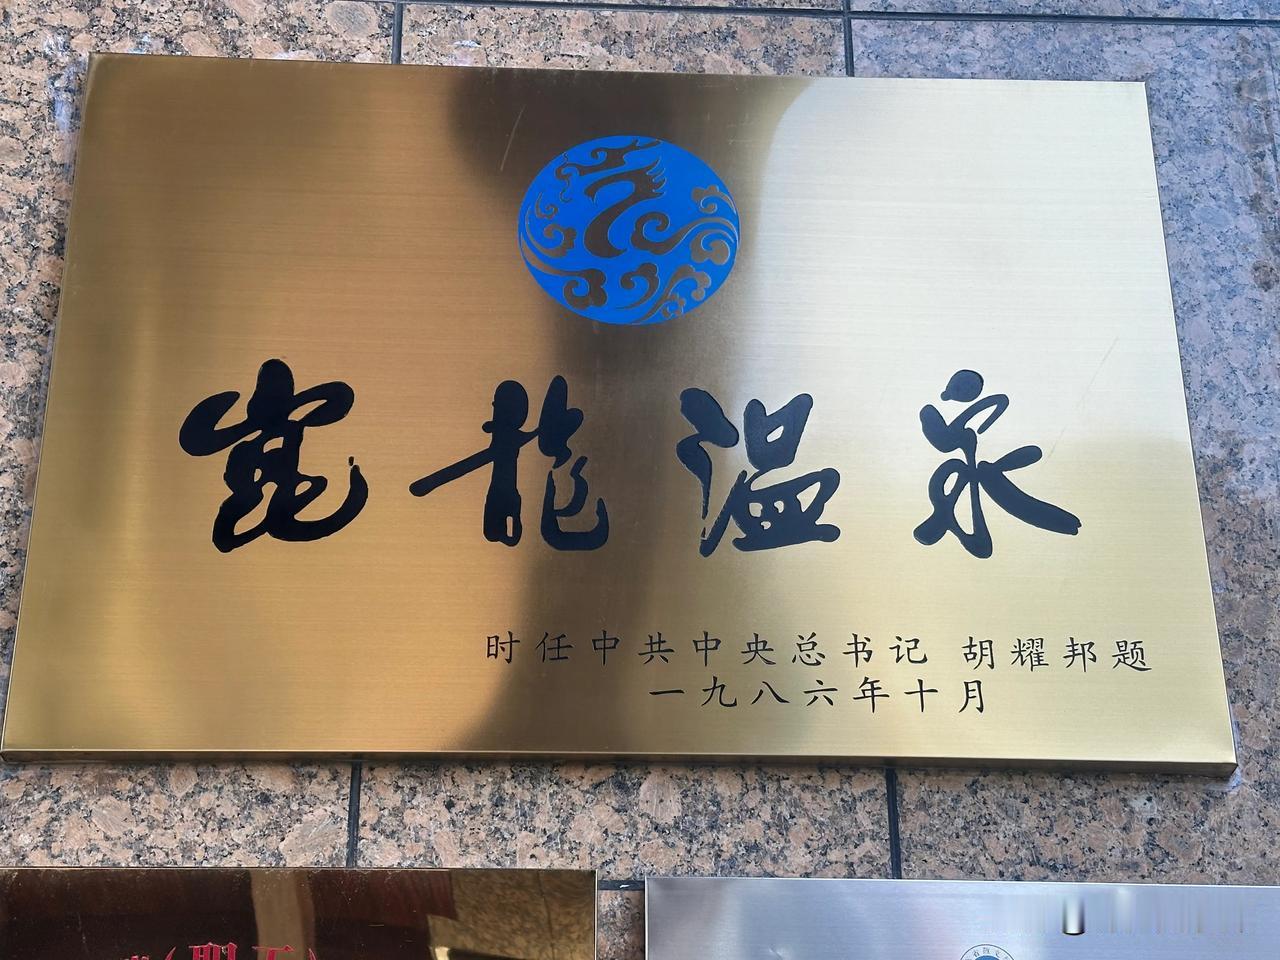 龍温泉
时任中共中央总书记 胡耀邦题
一九八六年十月